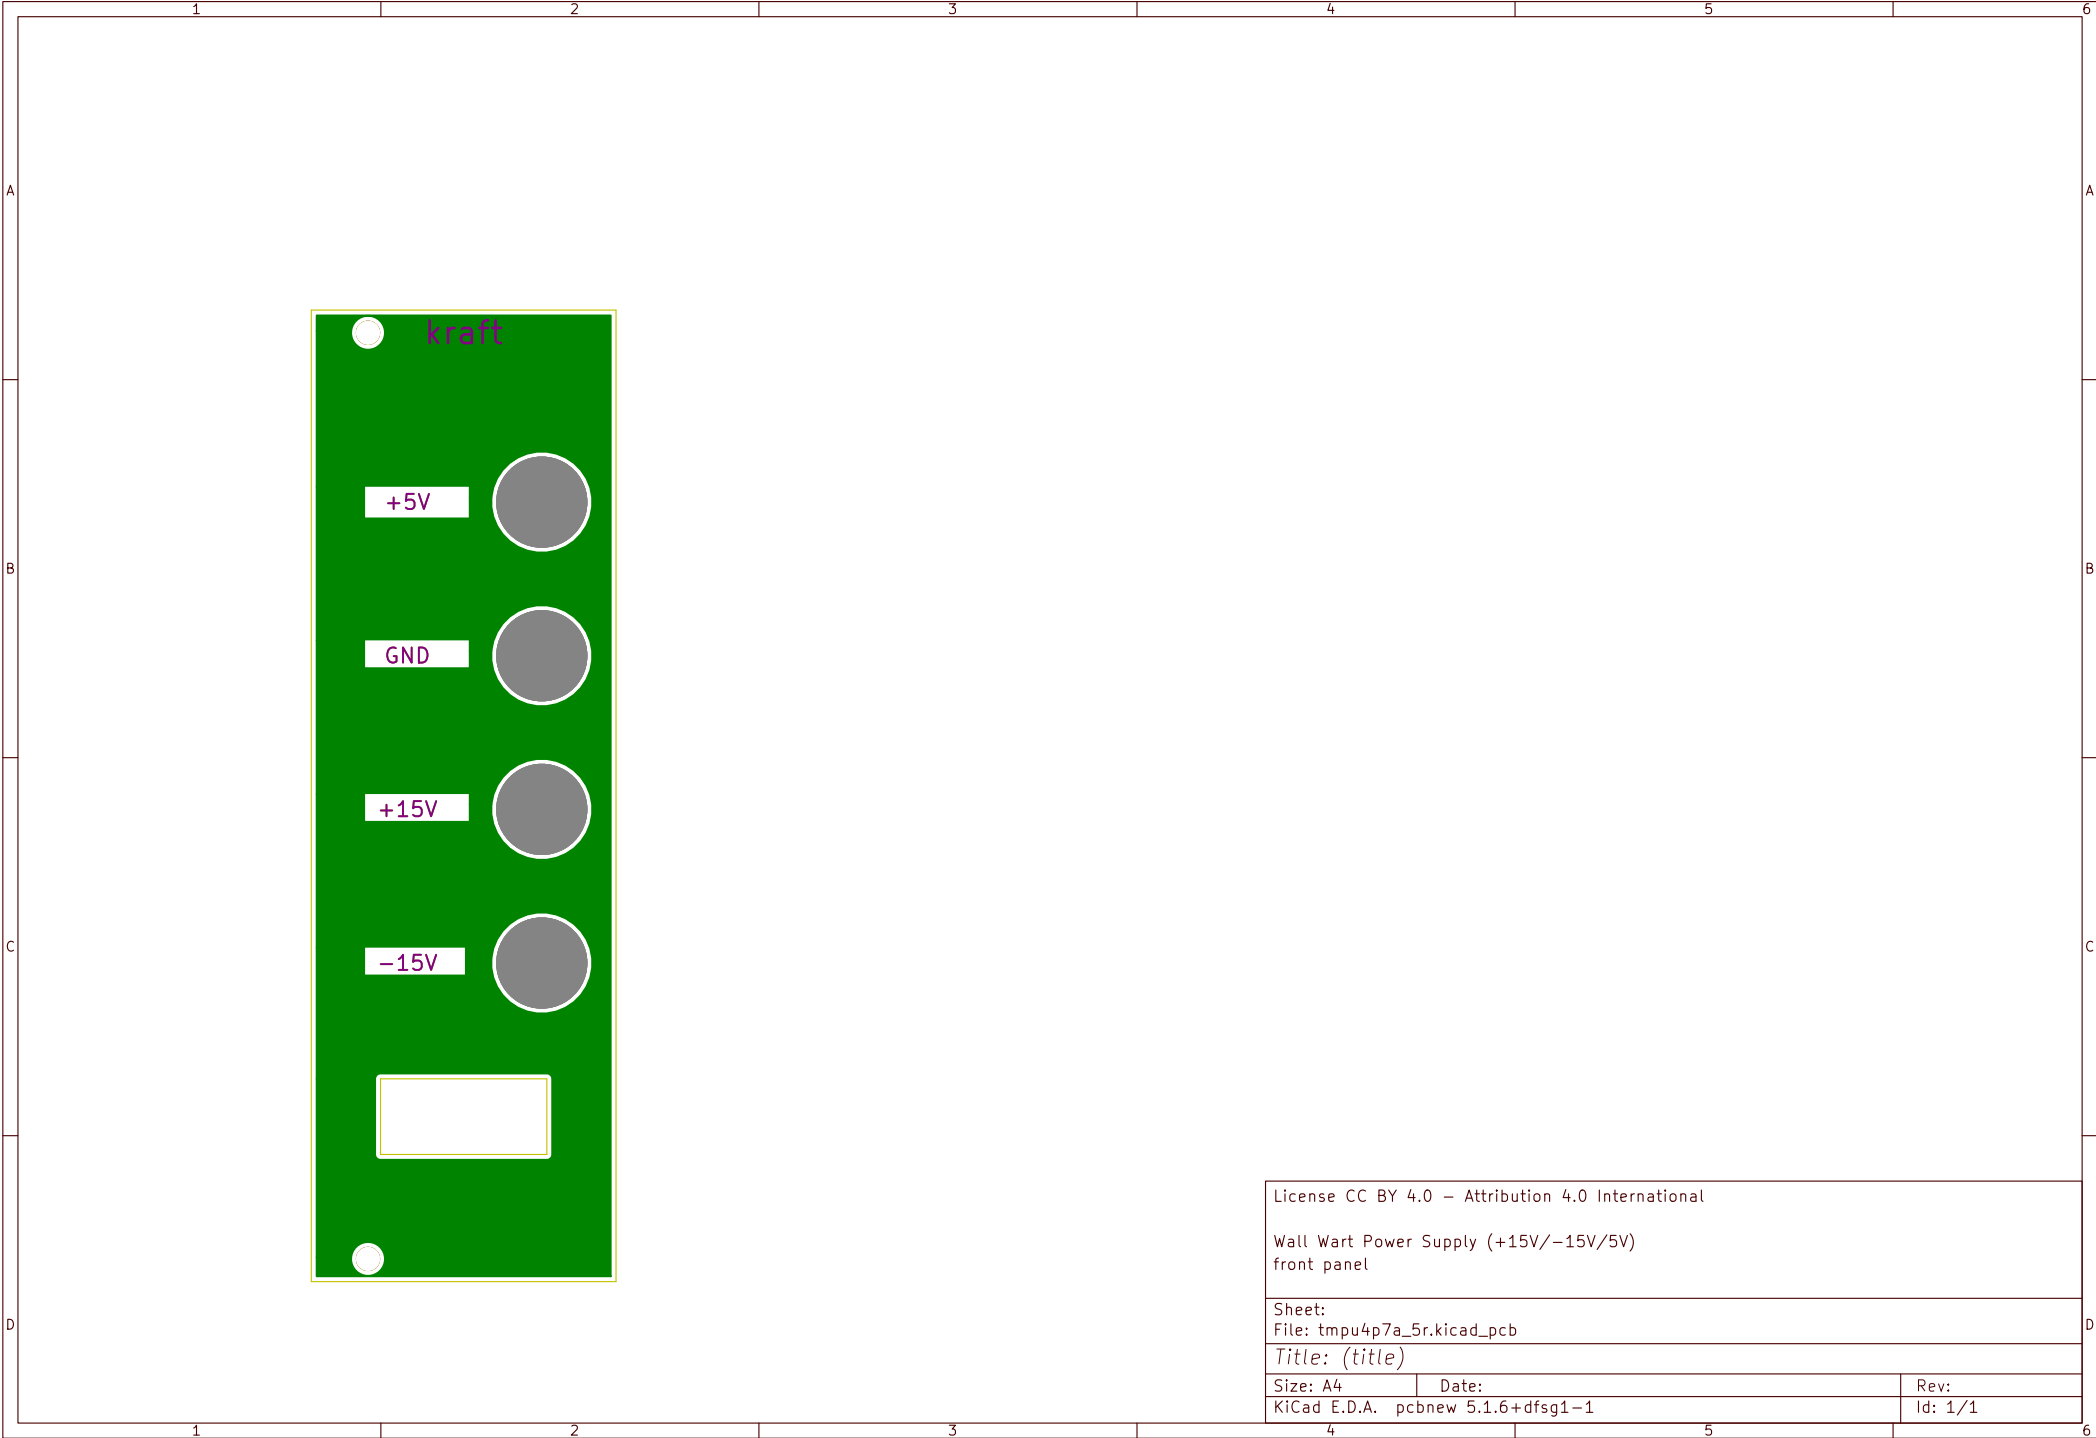 1 2 3 4 5 6
A A
kraft
+5V
B B
GND
+15V
C C
-15V
License CC BY 4.0 - Attribution 4.0 International
Wall Wart Power Supply (+15V/-15V/5V)
front panel
Sheet:
D D
File: tmpu4p7a_5r.kicad_pcb
Title: (title)
Size: A4 Date: Rev:
KiCad E.D.A. pcbnew 5.1.6+dfsg1-1 Id: 1/1
1 2 3 4 5 6